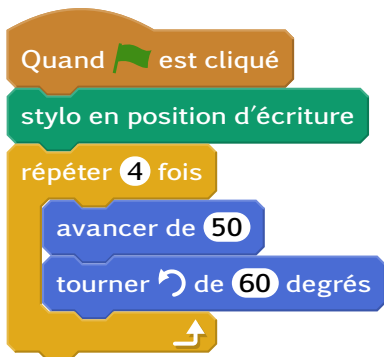 Quand est cliqué
stylo en position d'écriture
répéter 4 fois
avancer de 50
tourner de 60 degrés